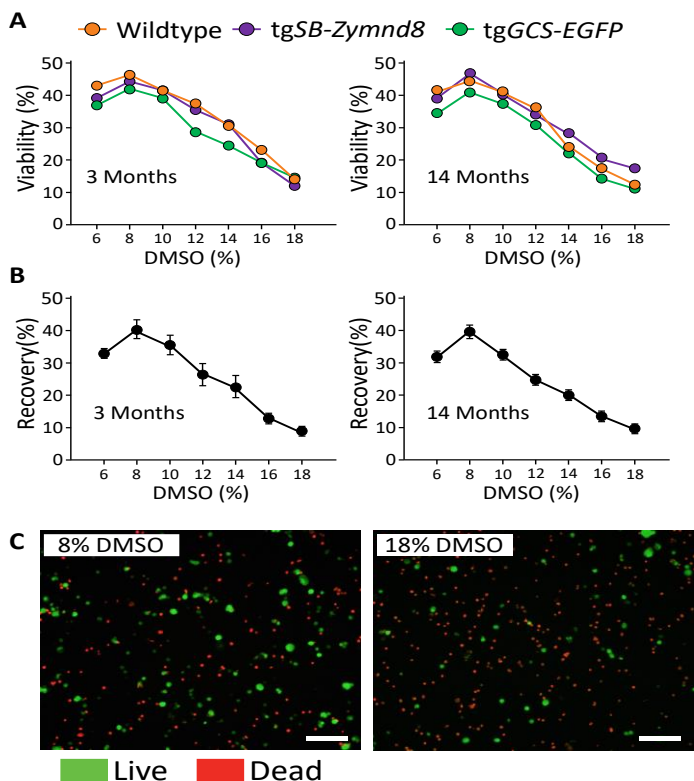 A
Wildtype tgSB-Zymnd8 tgGCS-EGFP
Viability (%)
50
40
30
20
10
0
3 Months
6 8 10 12 14 16 18
DMSO (%)
Viability (%)
50
40
30
20
10
0
14 Months
6 8 10 12 14 16 18
DMSO (%)
B
Recovery(%)
50
40
30
20
10
0
3 Months
6 8 10 12 14 16 18
DMSO (%)
Recovery(%)
50
40
30
20
10
0
14 Months
6 8 10 12 14 16 18
DMSO (%)
C
8% DMSO
18% DMSO
Live Dead